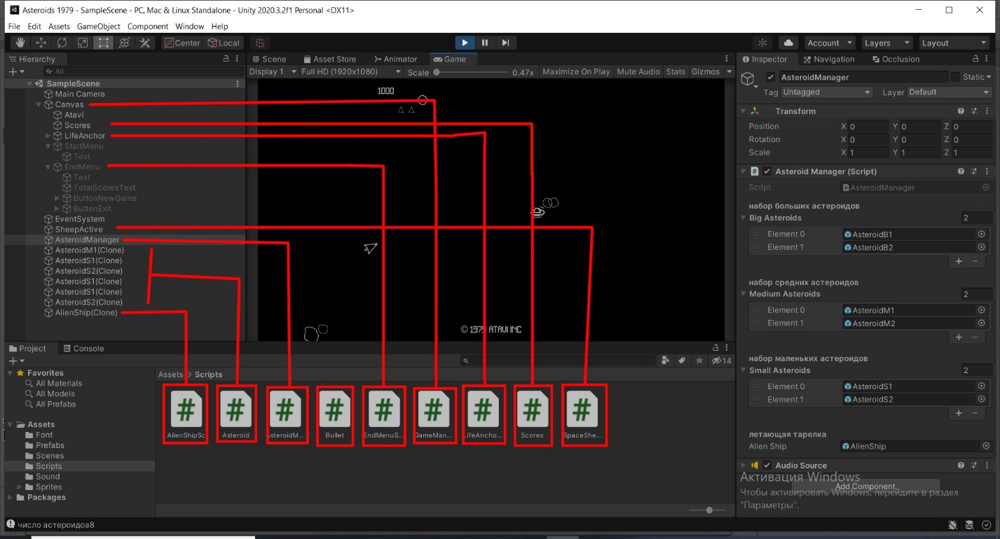 Asteroids 1979 - SampleScene - PC, Mac & Linux Standalone - Unity 2020.3.2f1 Personal <DX11>
File Edit Assets GameObject Component Window Help
Center Local Account Layers Layout
Hierarchy
All
SampleScene
Main Camera
Canvas
Atavi
Scores
LifeAnchor
StartMenu
Text
EndMenu
Text
TotalScoresText
ButtonNewGame
ButtonExit
EventSystem
SheepActive
AsteroidManager
AsteroidM1(Clone)
AsteroidS1(Clone)
AsteroidS2(Clone)
AsteroidS1(Clone)
AsteroidS1(Clone)
AsteroidS2(Clone)
AlienShip(Clone)
Scene Asset Store Animator Game
Display 1 Full HD (1920x1080) Scale 0.47x Maximize On Play Mute Audio Stats Gizmos
1000
© 1979 ATAVI INC
Inspector Navigation Occlusion
AsteroidManager Static
Tag Untagged Layer Default
Transform
Position X 0 Y 0 Z 0
Rotation X 0 Y 0 Z 0
Scale X 1 Y 1 Z 1
Asteroid Manager (Script)
Script AsteroidManager
набор больших астероидов
Big Asteroids 2
Element 0 AsteroidB1
Element 1 AsteroidB2
+ −
набор средних астероидов
Medium Asteroids 2
Element 0 AsteroidM1
Element 1 AsteroidM2
+ −
набор маленьких астероидов
Small Asteroids 2
Element 0 AsteroidS1
Element 1 AsteroidS2
+ −
летающая тарелка
Alien Ship AlienShip
Audio Source
Add Component
Активация Windows
Чтобы активировать Windows, перейдите в раздел
"Параметры".
Project Console
14
Favorites
All Materials
All Models
All Prefabs
Assets
Font
Prefabs
Scenes
Scripts
Sound
Sprites
Packages
Assets > Scripts
AlienShipSc Asteroid AsteroidM... Bullet EndMenuS... GameMan... LifeAncho... Scores SpaceShe...
число астероидоа8